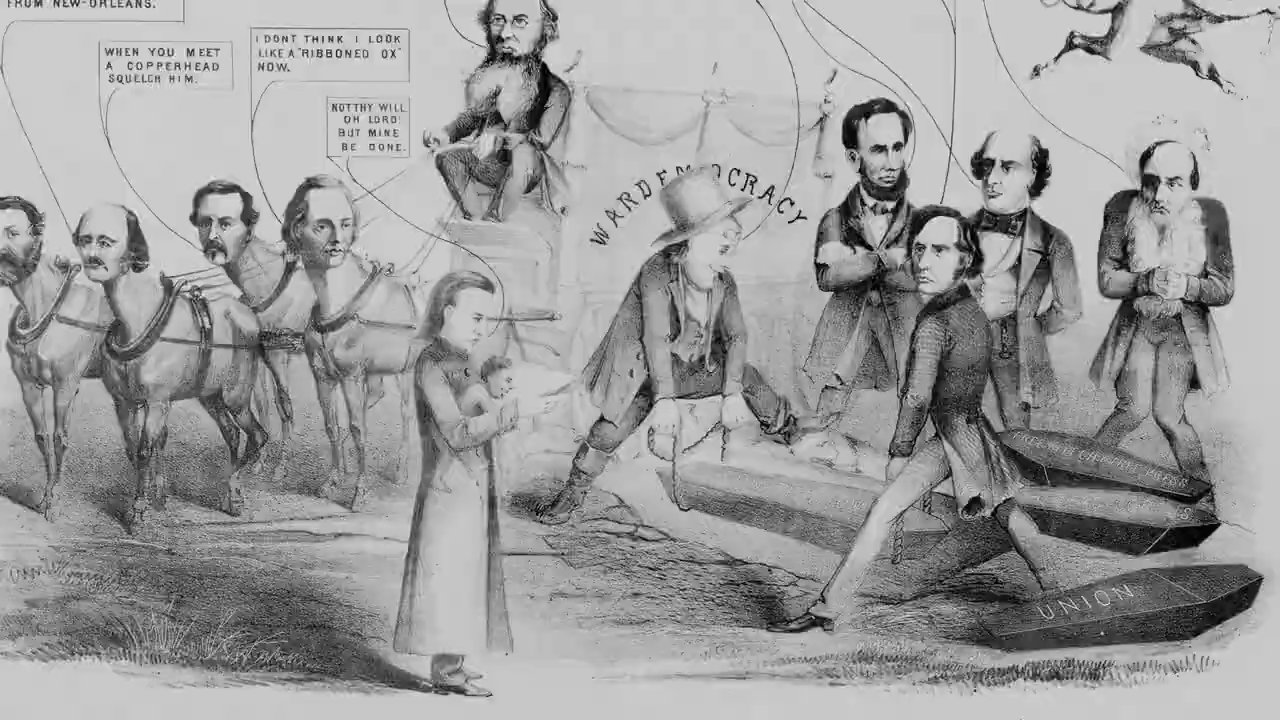 FROM NEW-ORLEANS.
WHEN YOU MEET
A COPPERHEAD
SQUELCH HIM.
I DONT THINK I LOOK
LIKE A "RIBBONED OX"
NOW.
NOT THY WILL
OH LORD!
BUT MINE
BE DONE.
WAR DEMOCRACY
UNION